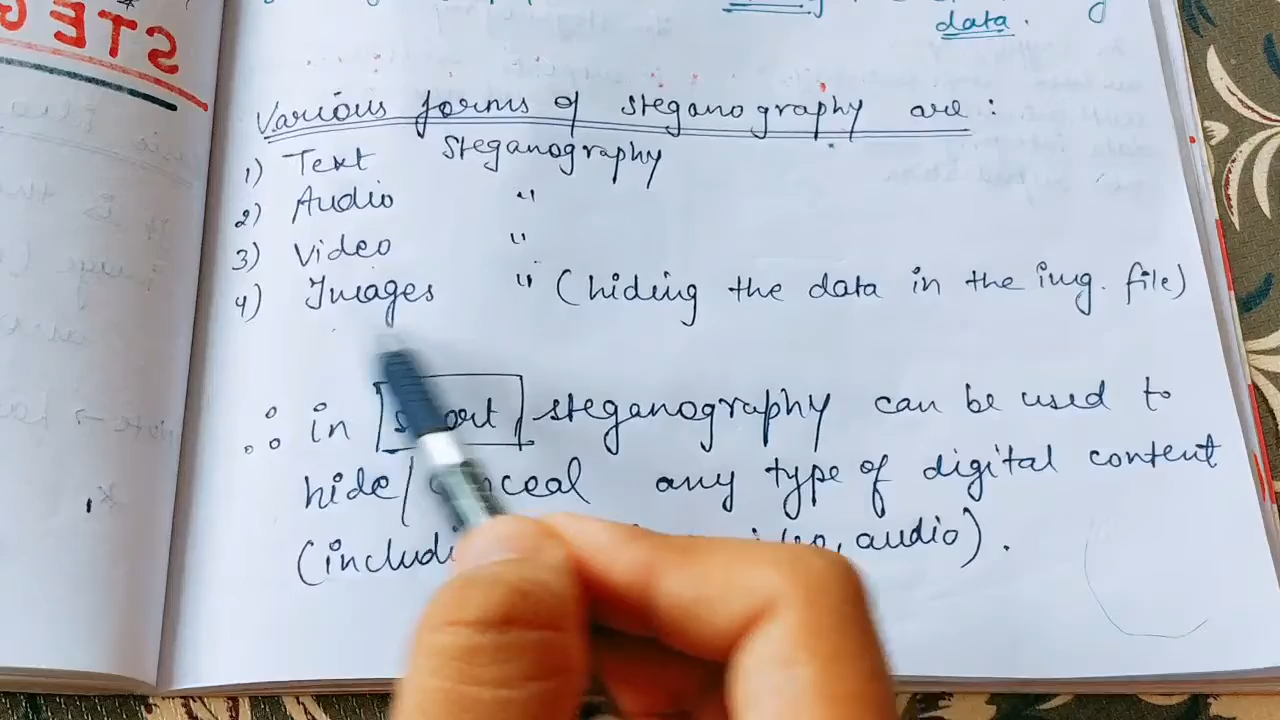 data.
Various forms of steganography are :
1) Text steganography
2) Audio "
3) Video "
4) Images " (hiding the data in the img. file)
∴ in short, steganography can be used to
hide/conceal any type of digital content
audio).
STEG